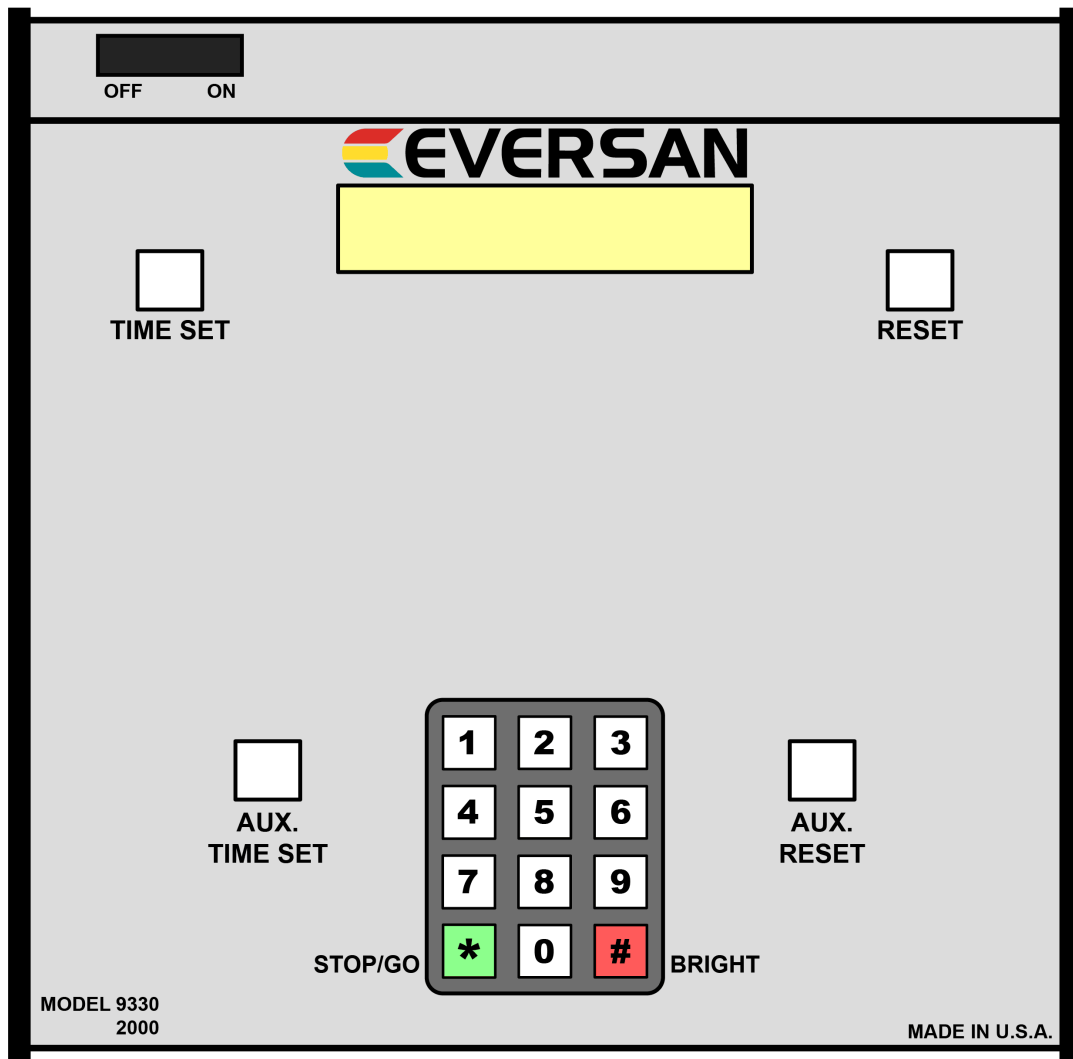 OFF ON
EVERSAN
TIME SET
RESET
1 2 3
4 5 6
7 8 9
* 0 #
AUX.
TIME SET
AUX.
RESET
STOP/GO
BRIGHT
MODEL 9330
2000
MADE IN U.S.A.